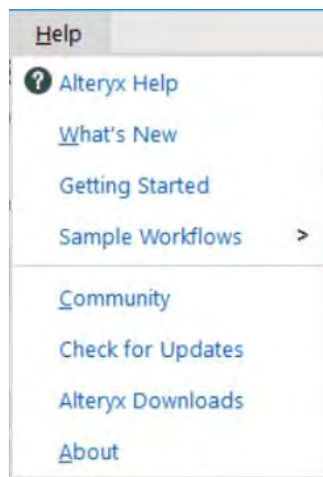 Help
Alteryx Help
What's New
Getting Started
Sample Workflows >
Community
Check for Updates
Alteryx Downloads
About